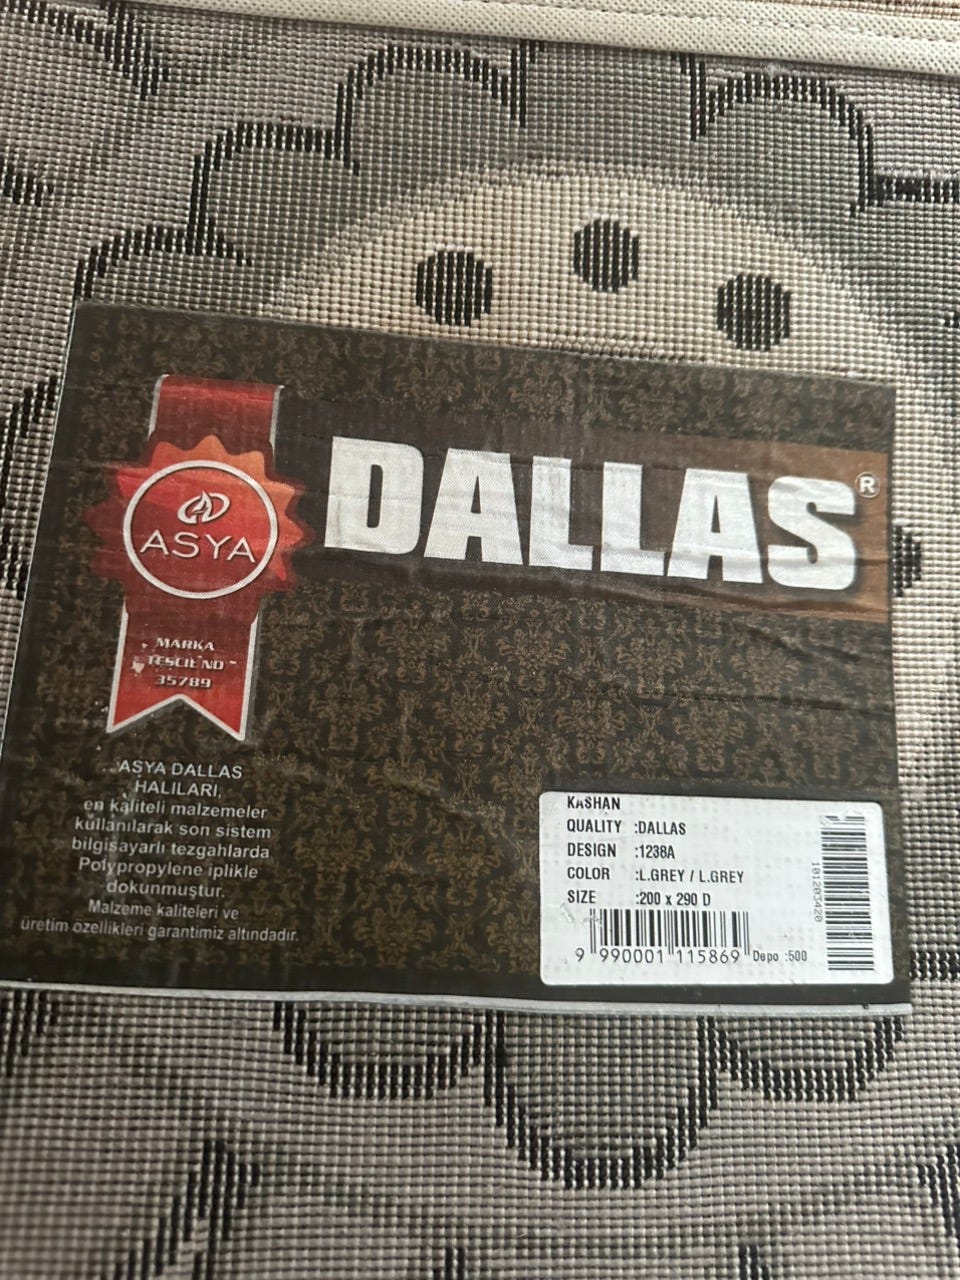 DALLAS®
ASYA
MARKA
TESCİL NO
35789
ASYA DALLAS
HALILARI,
en kaliteli malzemeler
kullanılarak son sistem
bilgisayarlı tezgahlarda
Polypropylene iplikle
dokunmuştur.
Malzeme kaliteleri ve
üretim özellikleri garantimiz altındadır.
KASHAN
QUALITY :DALLAS
DESIGN :1238A
COLOR :L.GREY / L.GREY
SIZE :200 x 290 D
9 990001 115869 Depo :500
101203420